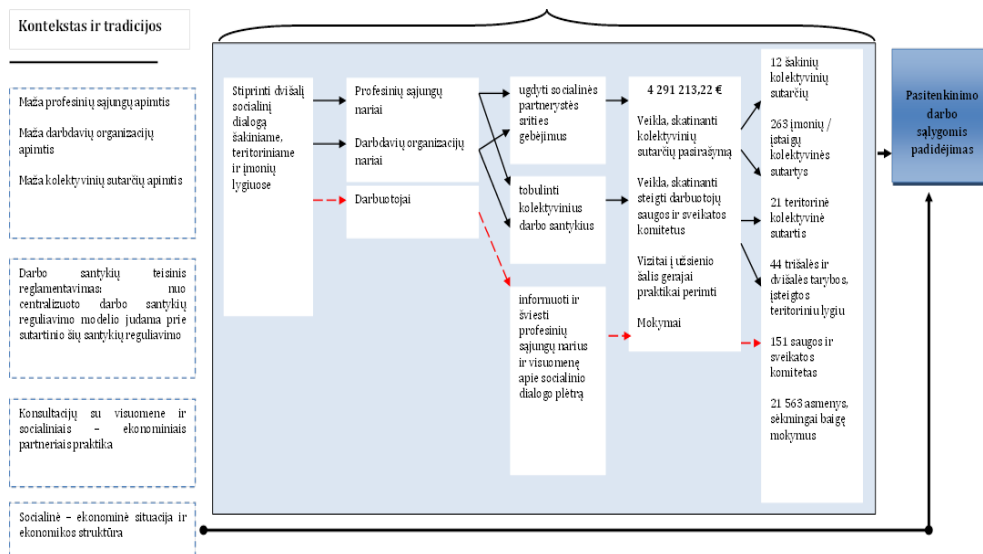 Kontekstas ir tradicijos
Maža profesinių sąjungų apimtis
Maža darbdavių organizacijų
apimtis
Maža kolektyvinių sutarčių apimtis
Darbo santykių teisinis
reglamentavimas: nuo
centralizuoto darbo santykių
reguliavimo modelio judama prie
sutartinio šių santykių reguliavimo
Konsultacijų su visuomene ir
socialiniais – ekonominiais
partneriais praktika
Socialinė – ekonominė situacija ir
ekonomikos struktūra
Stiprinti dvišalį
socialinį
dialogą
šakiniame,
teritoriniame
ir įmonių
lygiuose
Profesinių sąjungų
nariai
Darbdavių organizacijų
nariai
Darbuotojai
ugdyti socialinės
partnerystės
srities
gebėjimus
tobulinti
kolektyvinius
darbo santykius
informuoti ir
šviesti
profesinių
sąjungų narius
ir visuomenę
apie socialinio
dialogo plėtrą
4 291 213,22 €
Veikla, skatinanti
kolektyvinių
sutarčių pasirašymą
Veikla, skatinanti
steigti darbuotojų
saugos ir sveikatos
komitetus
Vizitai į užsienio
šalis gerajai
praktikai perimti
Mokymai
12 šakinių
kolektyvinių
sutarčių
263 įmonių /
įstaigų
kolektyvinės
sutartys
21 teritorinė
kolektyvinė
sutartis
44 trišalės ir
dvišalės tarybos,
įsteigtos
teritoriniu lygiu
151 saugos ir
sveikatos
komitetas
21 563 asmenys,
sėkmingai baigę
mokymus
Pasitenkinimo
darbo
sąlygomis
padidėjimas